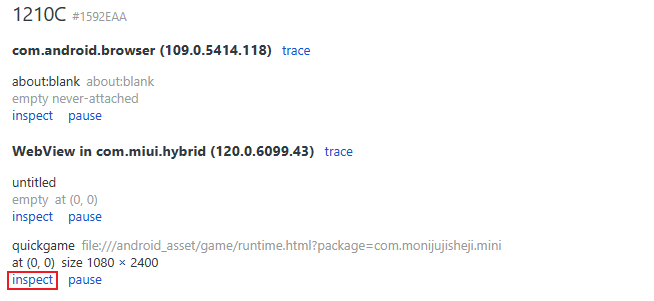 1210C #1592EAA
com.android.browser (109.0.5414.118) trace
about:blank about:blank
empty never-attached
inspect pause
WebView in com.miui.hybrid (120.0.6099.43) trace
untitled
empty at (0, 0)
inspect pause
quickgame file:///android_asset/game/runtime.html?package=com.monijujisheji.mini
at (0, 0) size 1080 × 2400
inspect pause